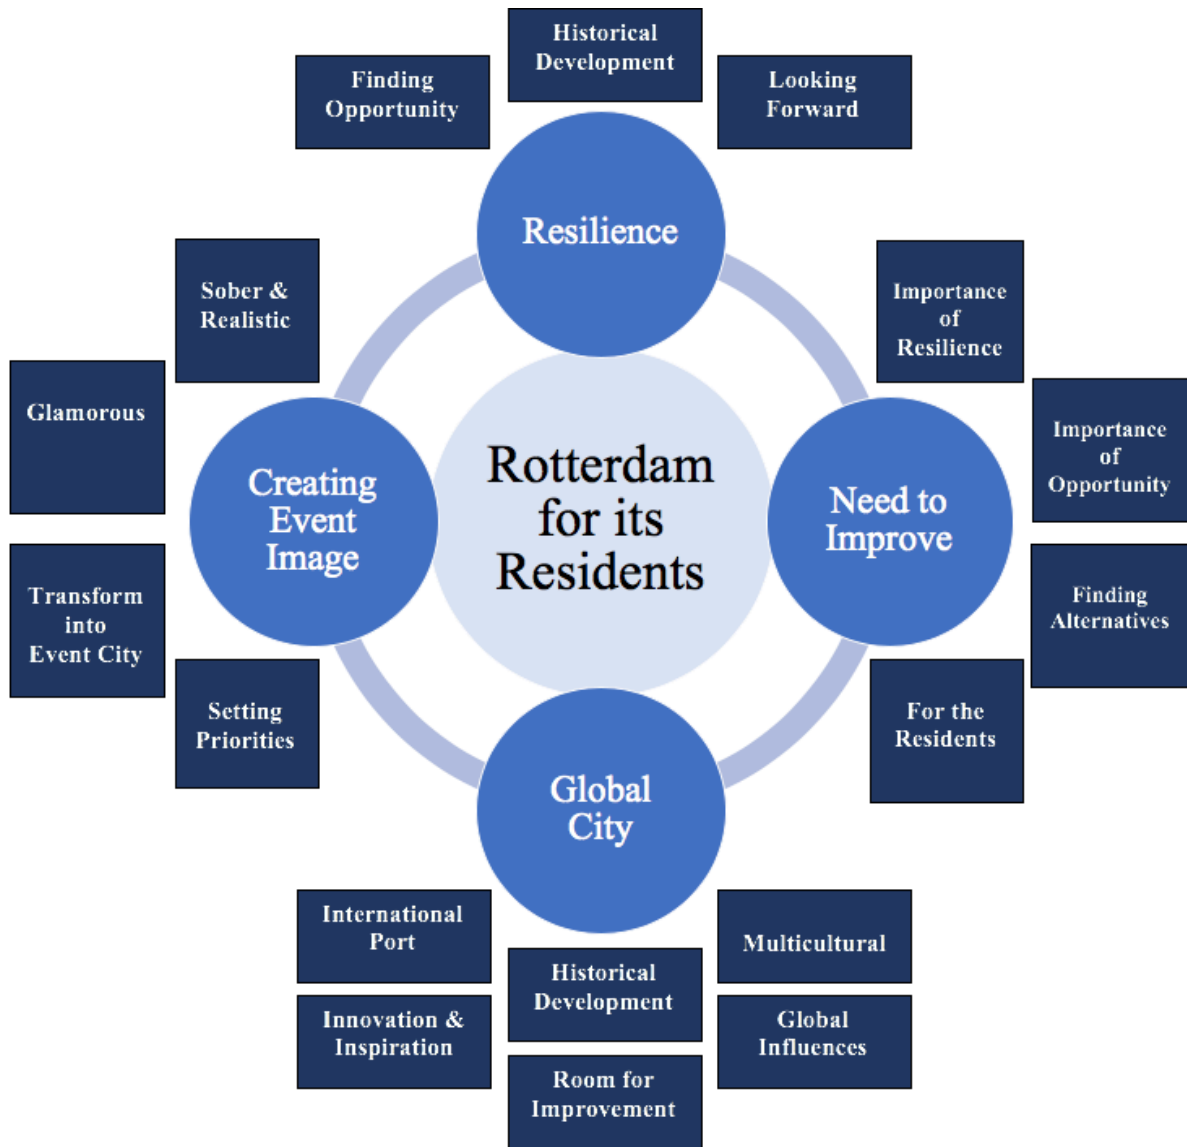 Historical
Development
Finding
Opportunity
Looking
Forward
Resilience
Sober &
Realistic
Importance
of
Resilience
Glamorous
Importance
of
Opportunity
Creating
Event
Image
Rotterdam
for its
Residents
Need to
Improve
Transform
into
Event City
Finding
Alternatives
Setting
Priorities
For the
Residents
Global
City
International
Port
Historical
Development
Multicultural
Innovation &
Inspiration
Room for
Improvement
Global
Influences